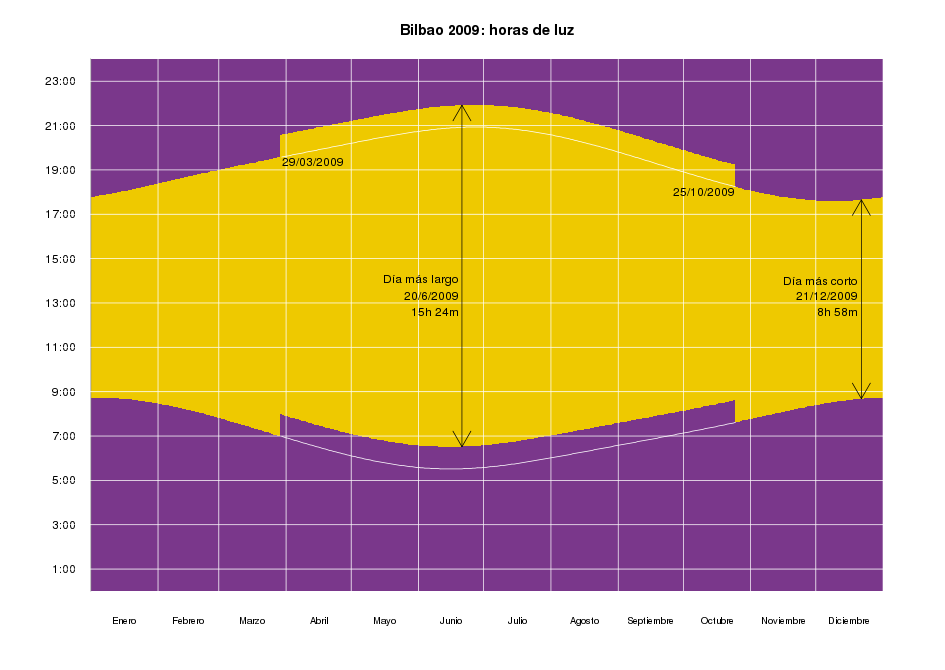 Bilbao 2009: horas de luz
23:00
21:00
19:00
17:00
15:00
13:00
11:00
9:00
7:00
5:00
3:00
1:00
29/03/2009
25/10/2009
Día más largo
20/6/2009
15h 24m
Día más corto
21/12/2009
8h 58m
Enero Febrero Marzo Abril Mayo Junio Julio Agosto Septiembre Octubre Noviembre Diciembre